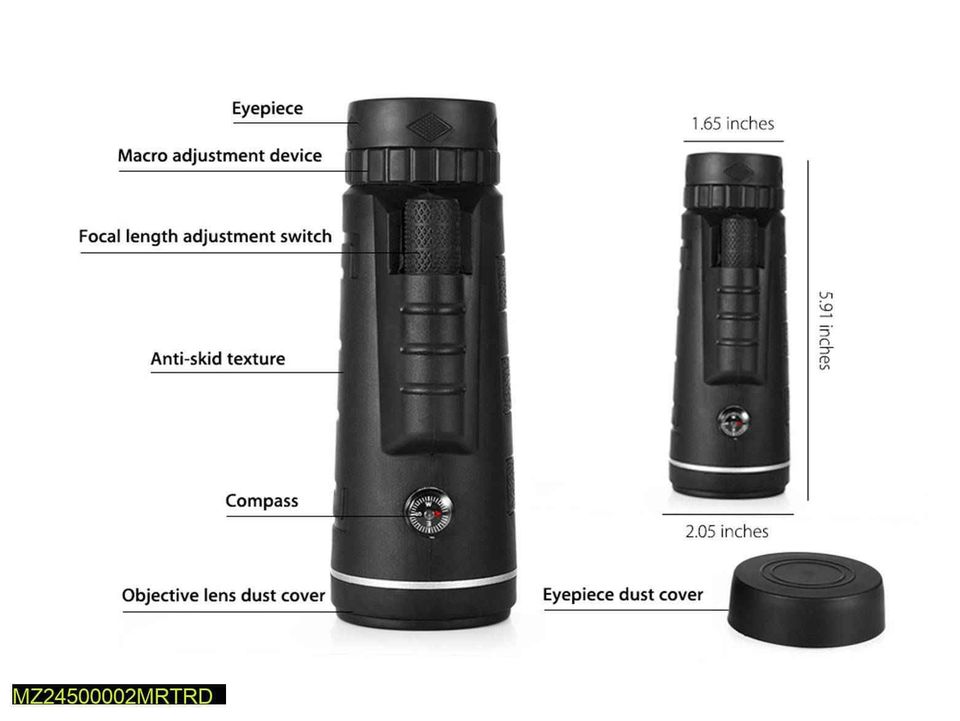 Eyepiece
Macro adjustment device
Focal length adjustment switch
Anti-skid texture
Compass
Objective lens dust cover
1.65 inches
5.91 inches
2.05 inches
Eyepiece dust cover
MZ24500002MRTRD